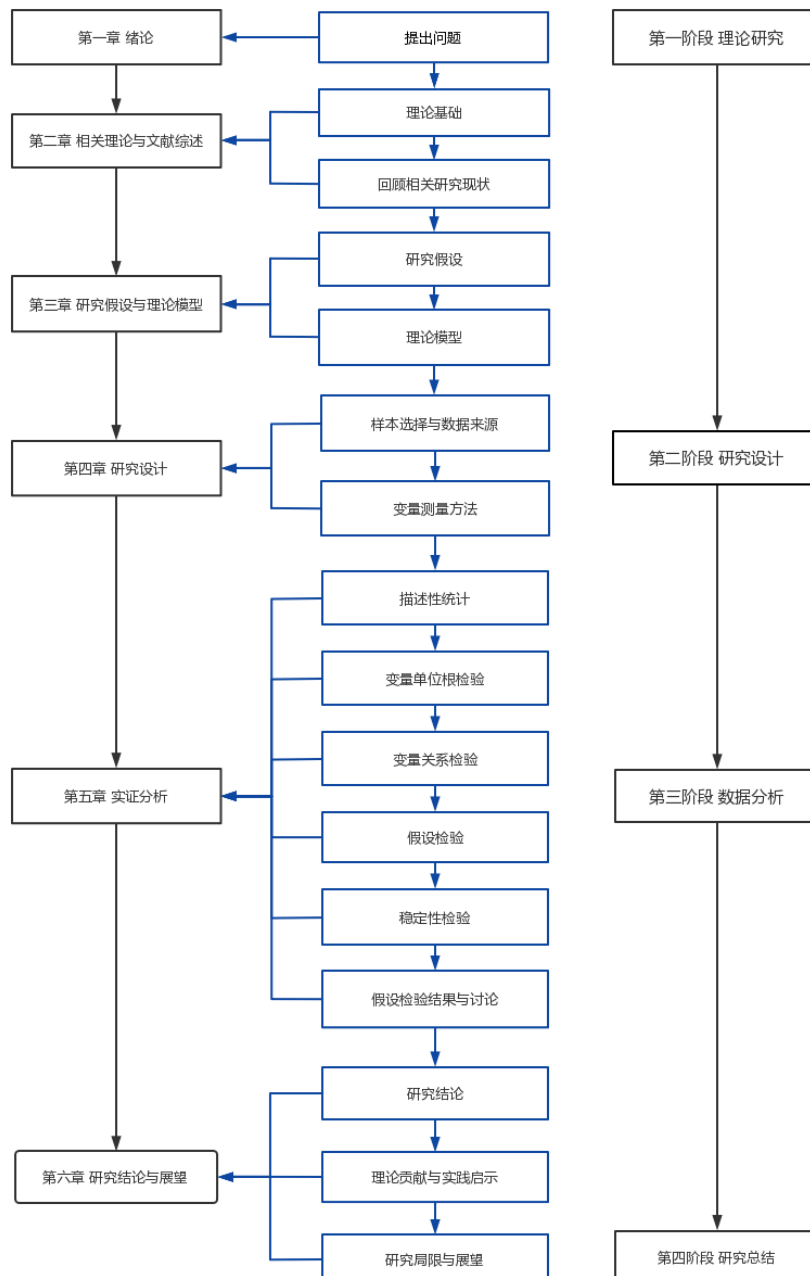 第一章 绪论
提出问题
第一阶段 理论研究
理论基础
第二章 相关理论与文献综述
回顾相关研究现状
研究假设
第三章 研究假设与理论模型
理论模型
样本选择与数据来源
第二阶段 研究设计
第四章 研究设计
变量测量方法
描述性统计
变量单位根检验
变量关系检验
第五章 实证分析
第三阶段 数据分析
假设检验
稳定性检验
假设检验结果与讨论
研究结论
第六章 研究结论与展望
理论贡献与实践启示
研究局限与展望
第四阶段 研究总结